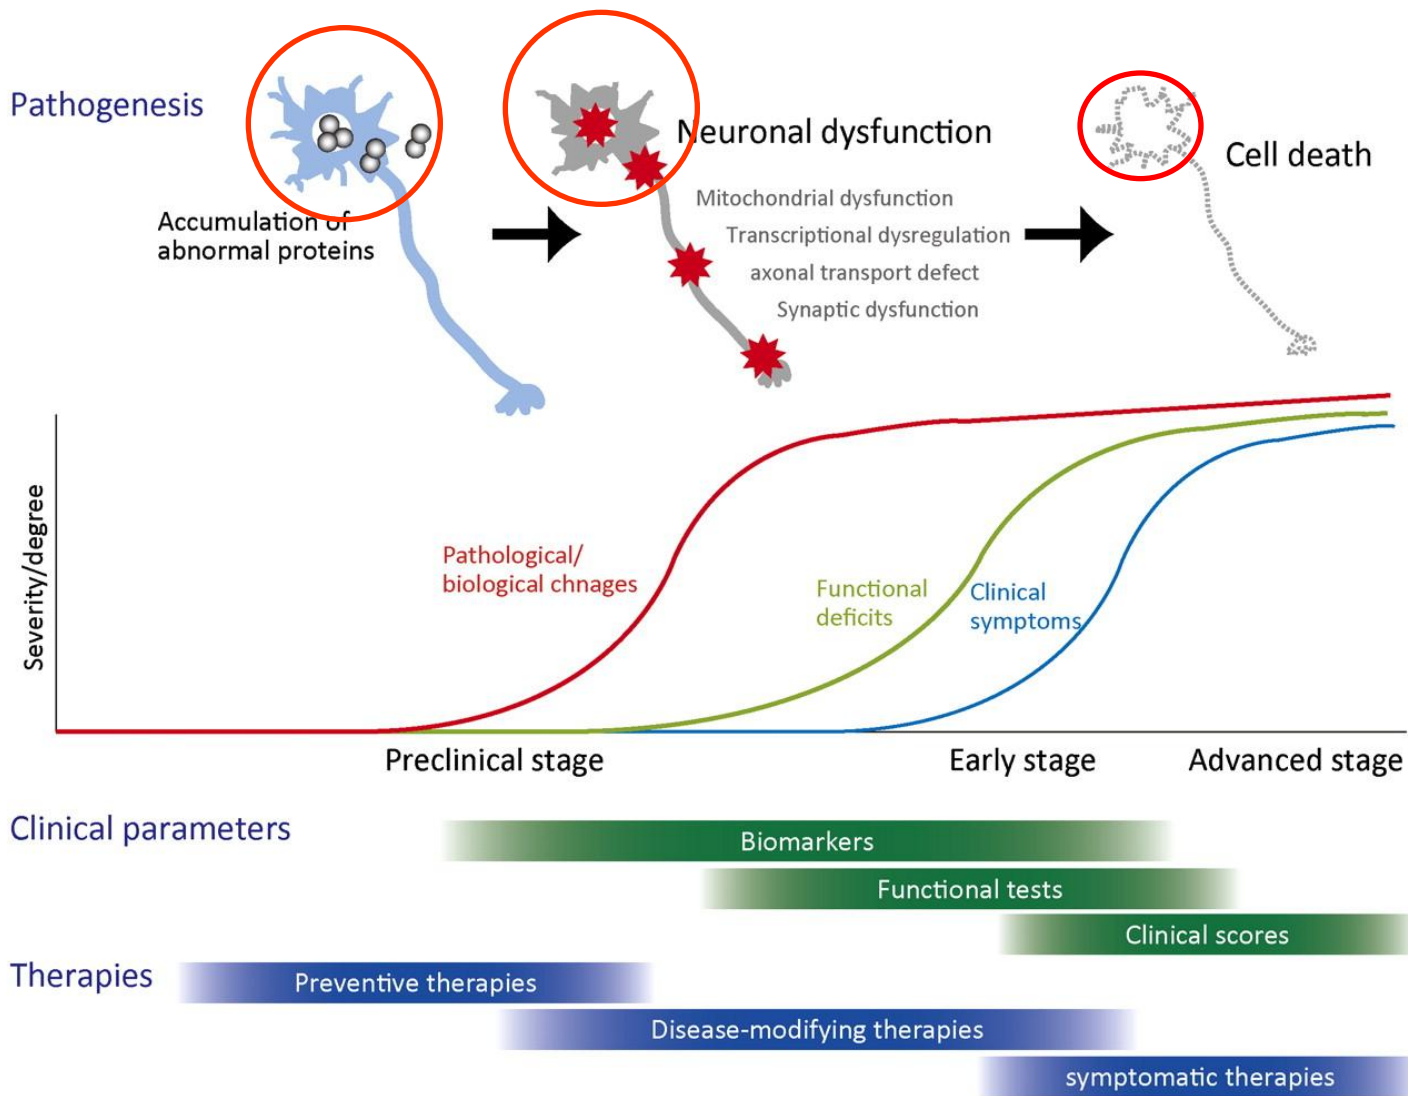 Pathogenesis
Accumulation of
abnormal proteins
Neuronal dysfunction
Mitochondrial dysfunction
Transcriptional dysregulation
axonal transport defect
Synaptic dysfunction
Cell death
Severity/degree
Pathological/
biological chnages
Functional
deficits
Clinical
symptoms
Preclinical stage
Early stage
Advanced stage
Clinical parameters
Biomarkers
Functional tests
Clinical scores
Therapies
Preventive therapies
Disease-modifying therapies
symptomatic therapies